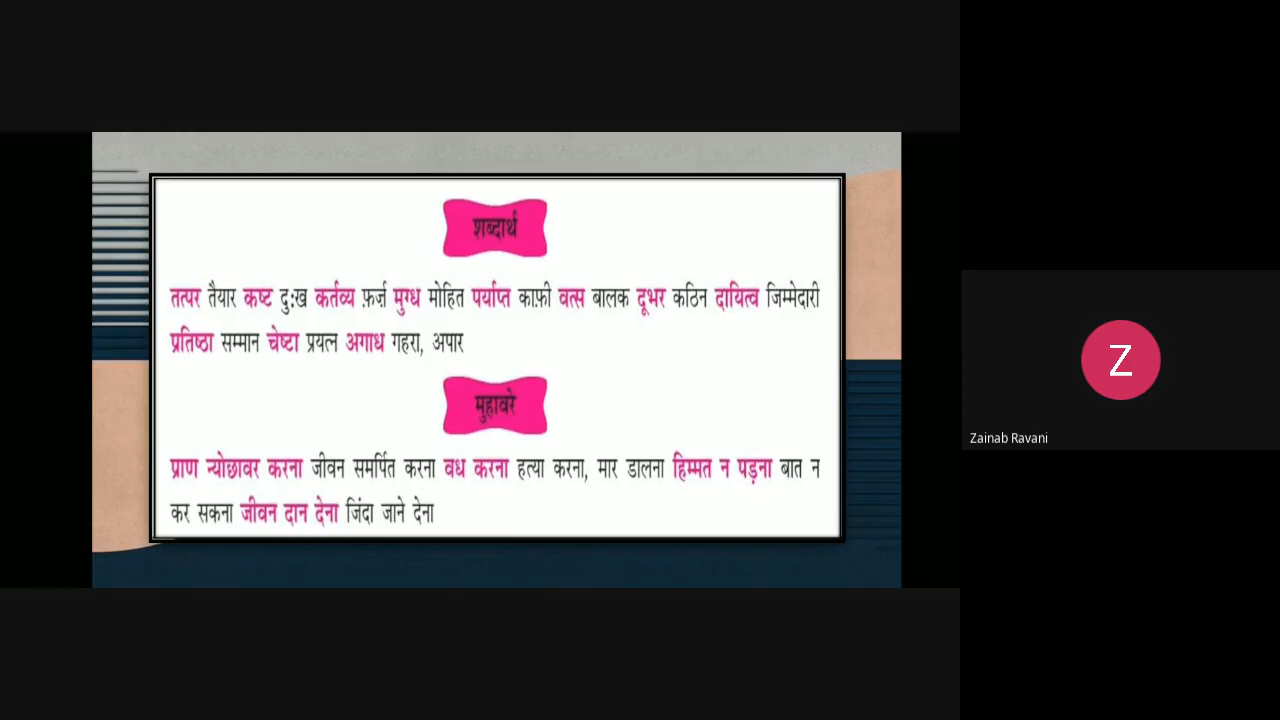 शब्दार्थ
तत्पर तैयार कष्ट दुःख कर्तव्य फ़र्ज मुग्ध मोहित पर्याप्त काफ़ी वत्स बालक दूभर कठिन दायित्व जिम्मेदारी
प्रतिष्ठा सम्मान चेष्टा प्रयत्न अगाध गहरा, अपार
मुहावरे
प्राण न्योछावर करना जीवन समर्पित करना वध करना हत्या करना, मार डालना हिम्मत न पड़ना बात न
कर सकना जीवन दान देना जिंदा जाने देना
Z
Zainab Ravani